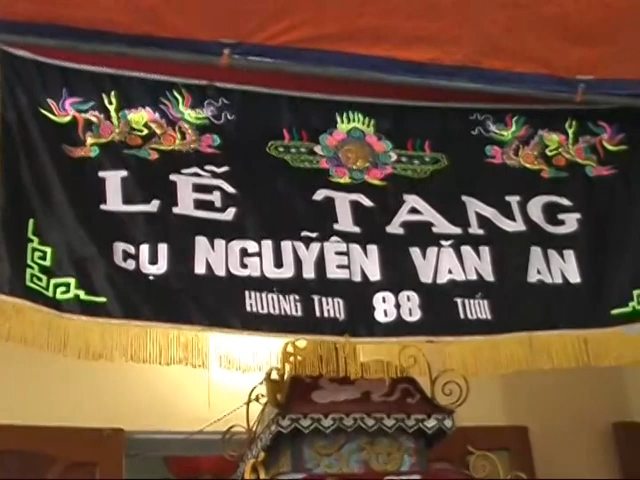 LỄ TANG
CỤ NGUYỄN VĂN AN
HƯỞNG THỌ 88 TUỔI